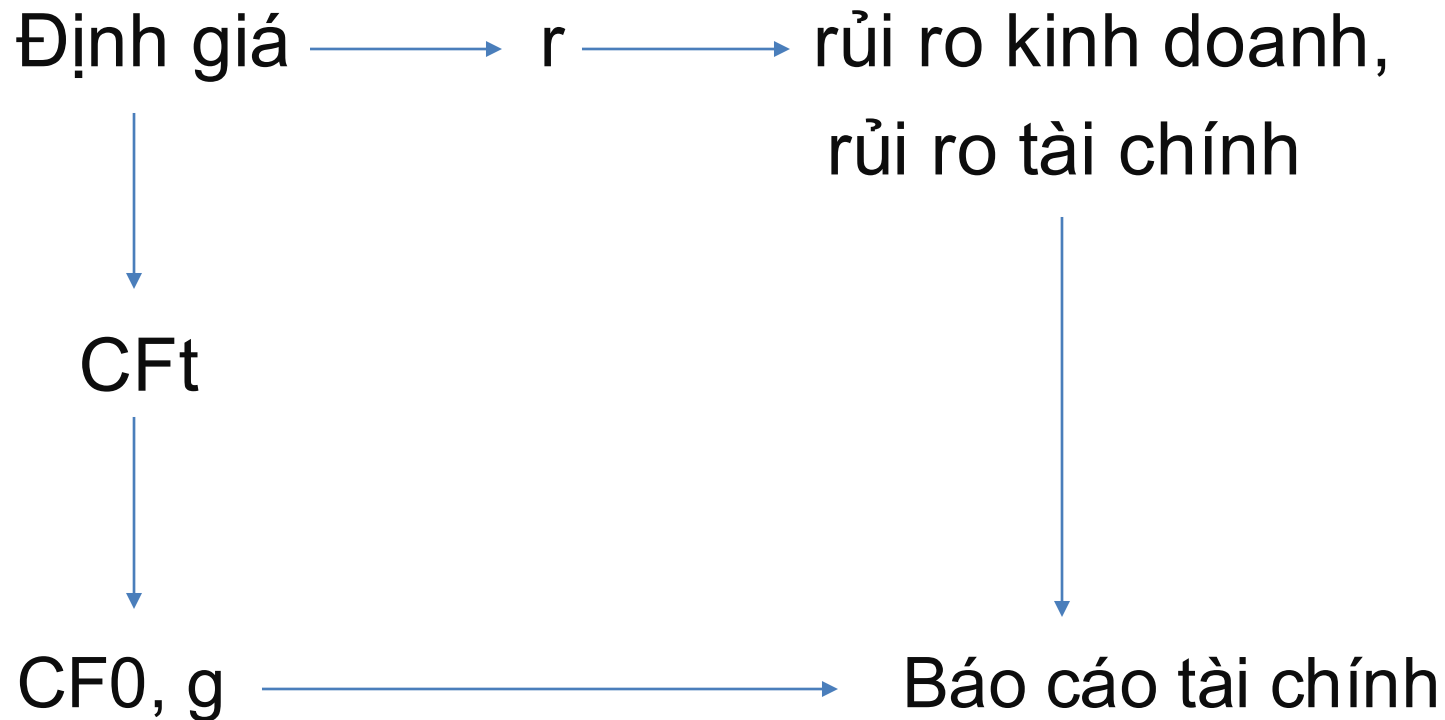 Định giá r rủi ro kinh doanh,
rủi ro tài chính
CFt
CF0, g Báo cáo tài chính